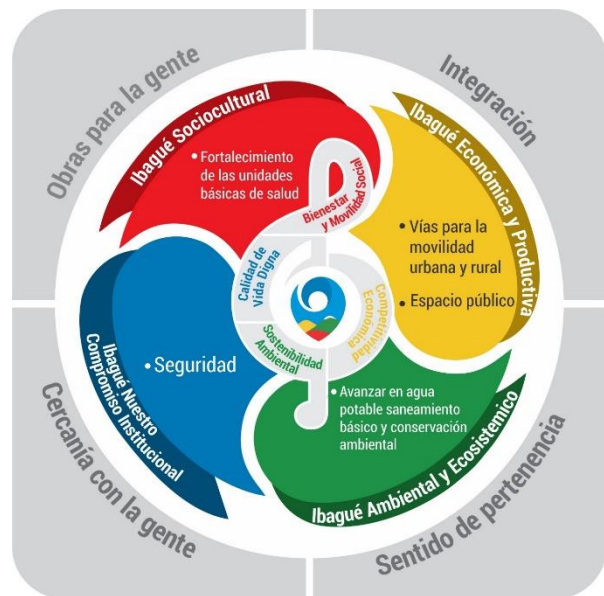 Obras para la gente
Integración
Ibagué Sociocultural
• Fortalecimiento
de las unidades
básicas de salud
Bienestar
y Movilidad Social
Ibagué Económica y Productiva
• Vías para la
movilidad
urbana y rural
• Espacio público
Calidad de
Vida Digna
Competitividad
Económica
Sostenibilidad
Ambiental
• Seguridad
Ibagué Nuestro
Compromiso Institucional
• Avanzar en agua
potable saneamiento
básico y conservación
ambiental
Ibagué Ambiental y Ecosistemico
Cercanía con la gente
Sentido de pertenencia